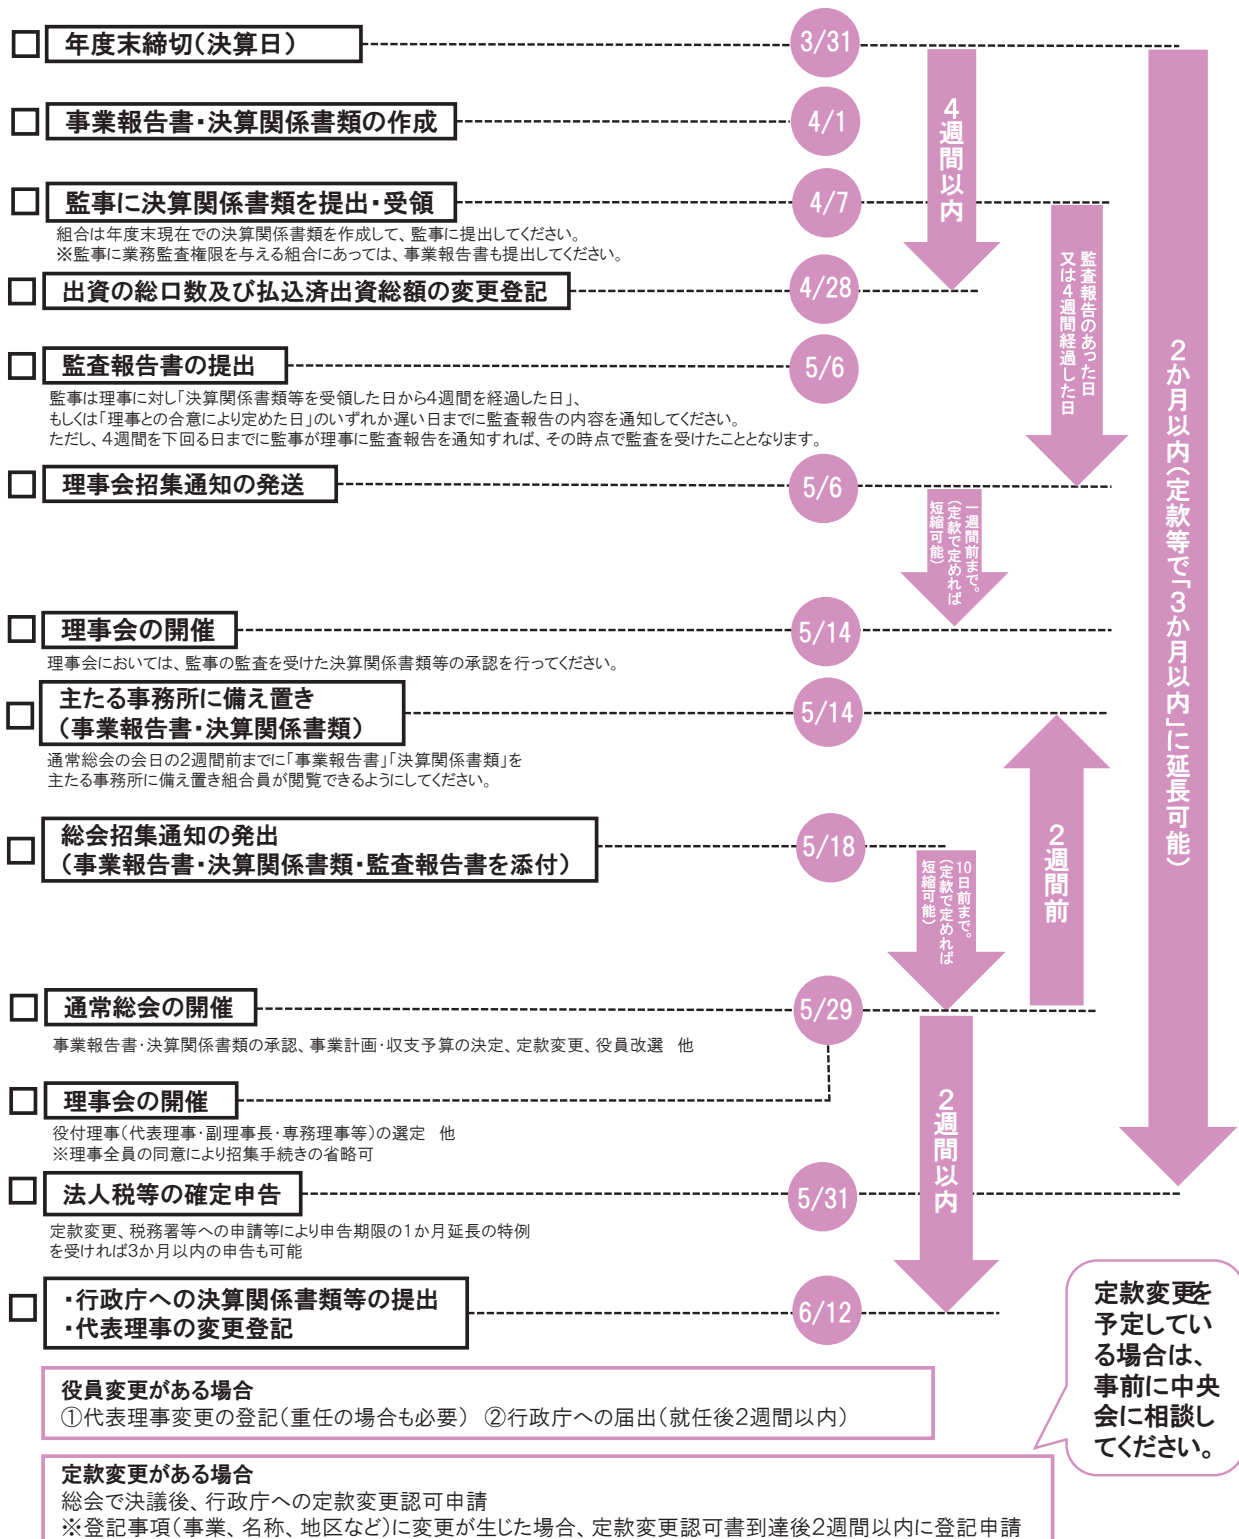 年度末締切（決算日）
3/31
事業報告書・決算関係書類の作成
4/1
4週間以内
監事に決算関係書類を提出・受領
4/7
組合は年度末現在での決算関係書類を作成して、監事に提出してください。
※監事に業務監査権限を与える組合にあっては、事業報告書も提出してください。
出資の総口数及び払込済出資総額の変更登記
4/28
監査報告のあった日
又は4週間経過した日
監査報告書の提出
5/6
監事は理事に対し「決算関係書類等を受領した日から4週間を経過した日」、
もしくは「理事との合意により定めた日」のいずれか遅い日までに監査報告の内容を通知してください。
ただし、4週間を下回る日までに監事が理事に監査報告を通知すれば、その時点で監査を受けたこととなります。
2か月以内（定款等で「3か月以内」に延長可能）
理事会招集通知の発送
5/6
一週間前まで。
（定款で定めれば
短縮可能）
理事会の開催
5/14
理事会においては、監事の監査を受けた決算関係書類等の承認を行ってください。
主たる事務所に備え置き
（事業報告書・決算関係書類）
5/14
通常総会の会日の2週間前までに「事業報告書」「決算関係書類」を
主たる事務所に備え置き組合員が閲覧できるようにしてください。
2週間前
総会招集通知の発出
（事業報告書・決算関係書類・監査報告書を添付）
5/18
10日前まで。
（定款で定めれば
短縮可能）
通常総会の開催
5/29
事業報告書・決算関係書類の承認、事業計画・収支予算の決定、定款変更、役員改選　他
理事会の開催
役付理事（代表理事・副理事長・専務理事等）の選定　他
※理事全員の同意により招集手続きの省略可
2週間以内
法人税等の確定申告
5/31
定款変更、税務署等への申請等により申告期限の1か月延長の特例
を受ければ3か月以内の申告も可能
・行政庁への決算関係書類等の提出
・代表理事の変更登記
6/12
定款変更を
予定してい
る場合は、
事前に中央
会に相談し
てください。
役員変更がある場合
①代表理事変更の登記（重任の場合も必要）　②行政庁への届出（就任後2週間以内）
定款変更がある場合
総会で決議後、行政庁への定款変更認可申請
※登記事項（事業、名称、地区など）に変更が生じた場合、定款変更認可書到達後2週間以内に登記申請